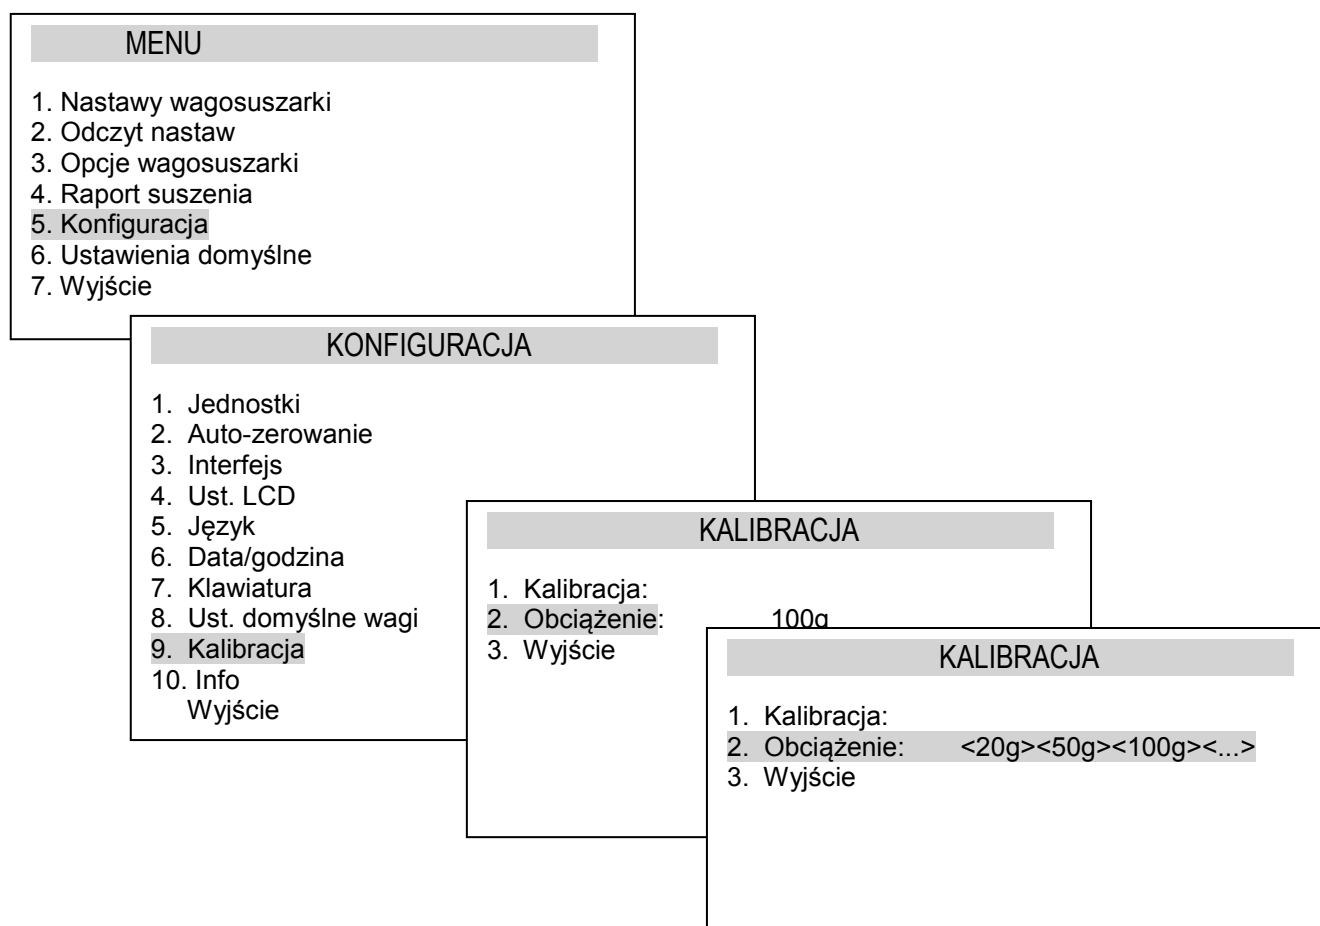 MENU
1. Nastawy wagosuszarki
2. Odczyt nastaw
3. Opcje wagosuszarki
4. Raport suszenia
5. Konfiguracja
6. Ustawienia domyślne
7. Wyjście
KONFIGURACJA
1. Jednostki
2. Auto-zerowanie
3. Interfejs
4. Ust. LCD
5. Język
6. Data/godzina
7. Klawiatura
8. Ust. domyślne wagi
9. Kalibracja
10. Info
Wyjście
KALIBRACJA
1. Kalibracja:
2. Obciążenie: 100g
3. Wyjście
KALIBRACJA
1. Kalibracja:
2. Obciążenie: <20g><50g><100g><...>
3. Wyjście